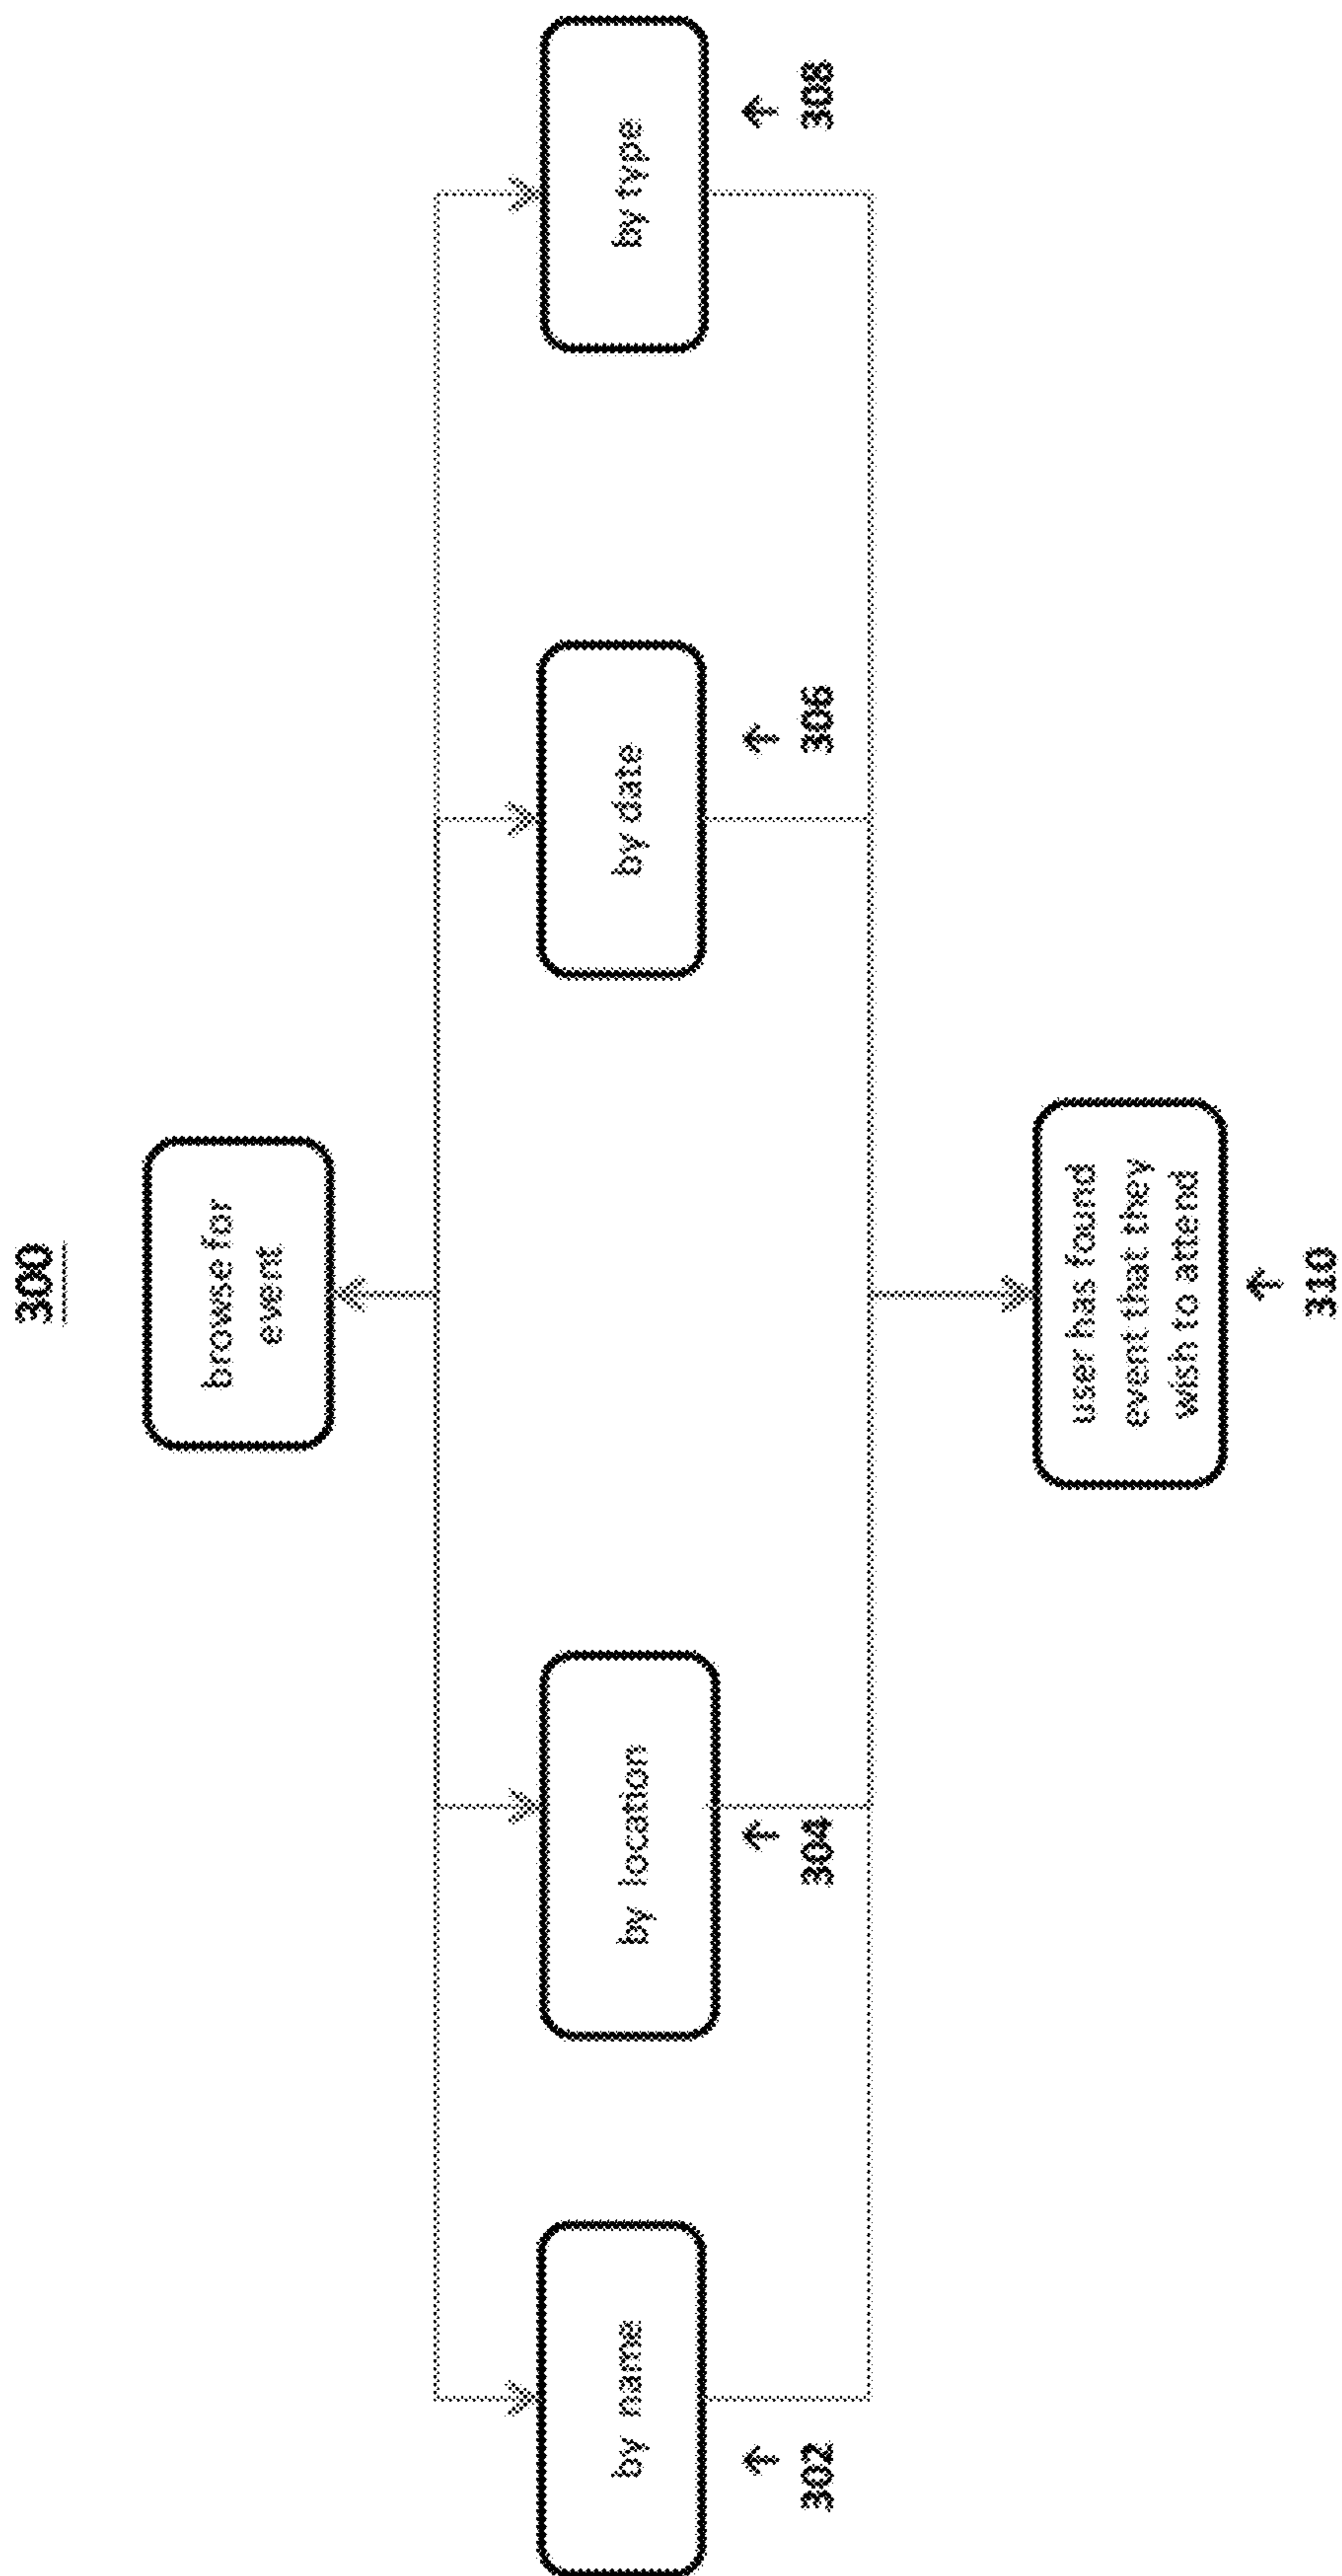 300
browse for
event
by name
by location
by date
by type
302
304
306
308
user has found
event that they
wish to attend
310